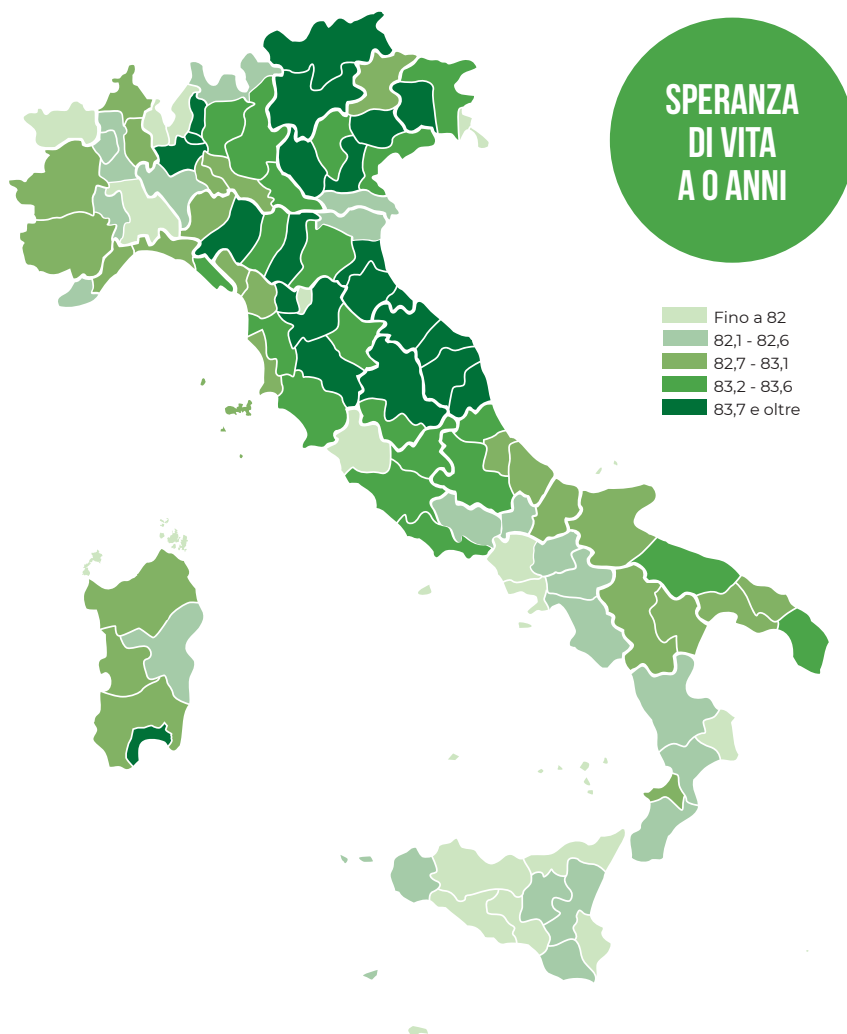 SPERANZA
DI VITA
A 0 ANNI
Fino a 82
82,1 - 82,6
82,7 - 83,1
83,2 - 83,6
83,7 e oltre